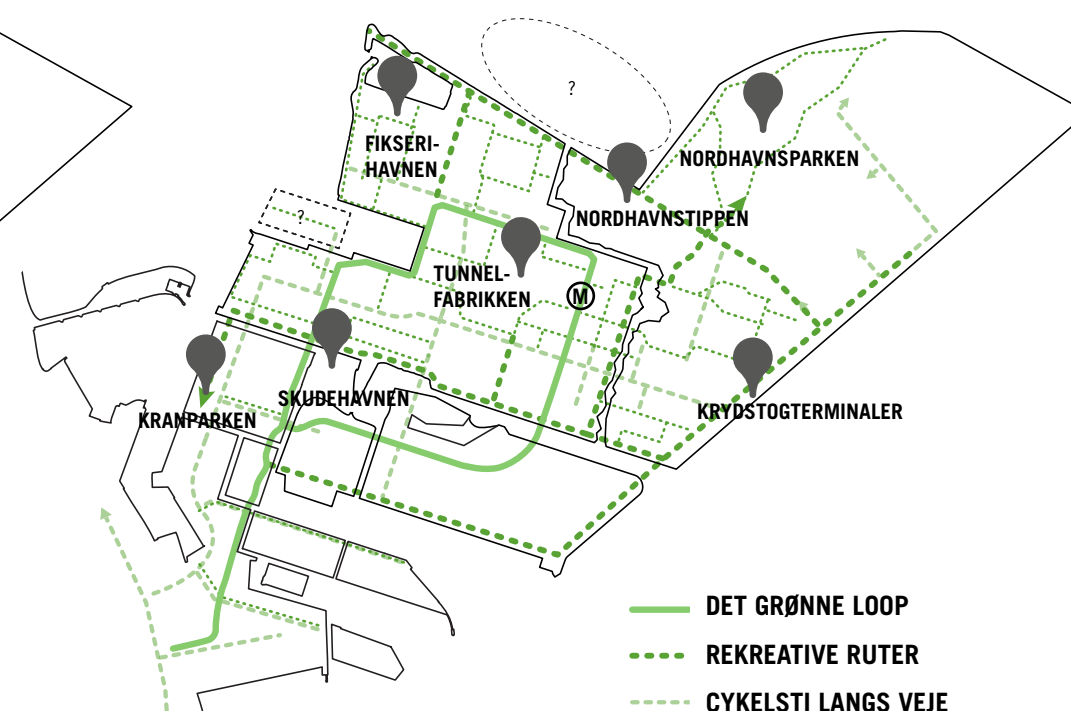 ?
FIKSERI-
HAVNEN
NORDHAVNSPARKEN
NORDHAVNSTIPPEN
?
TUNNEL-
FABRIKKEN
M
SKUDEHAVNEN
KRANPARKEN
KRYDSTOGTERMINALER
DET GRØNNE LOOP
REKREATIVE RUTER
CYKELSTI LANGS VEJE